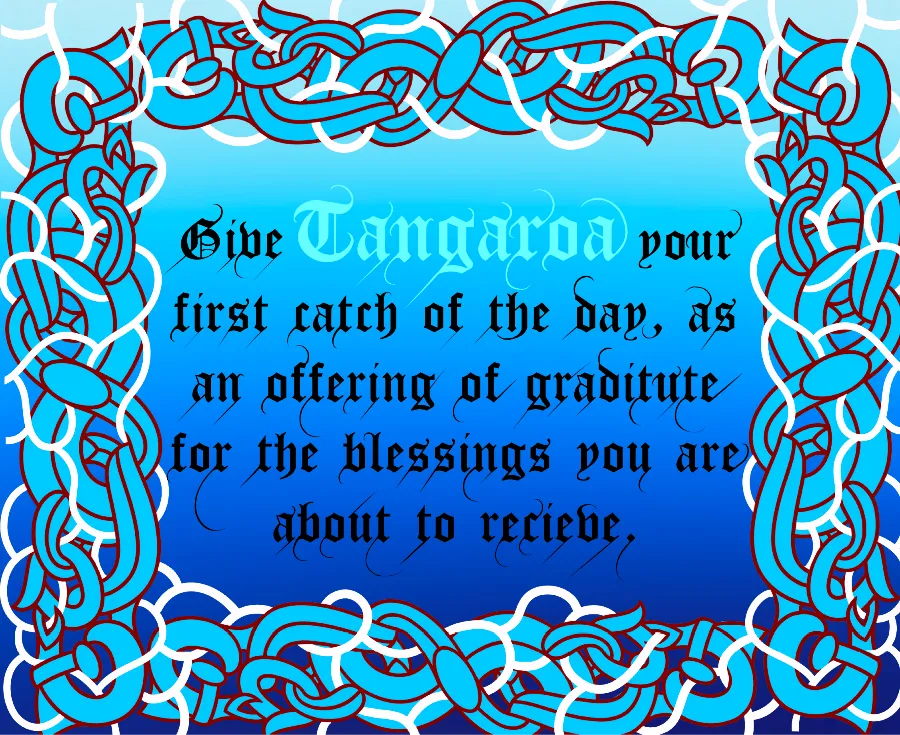 Give Tangaroa your
first catch of the day, as
an offering of graditute
for the blessings you are
about to recieve.